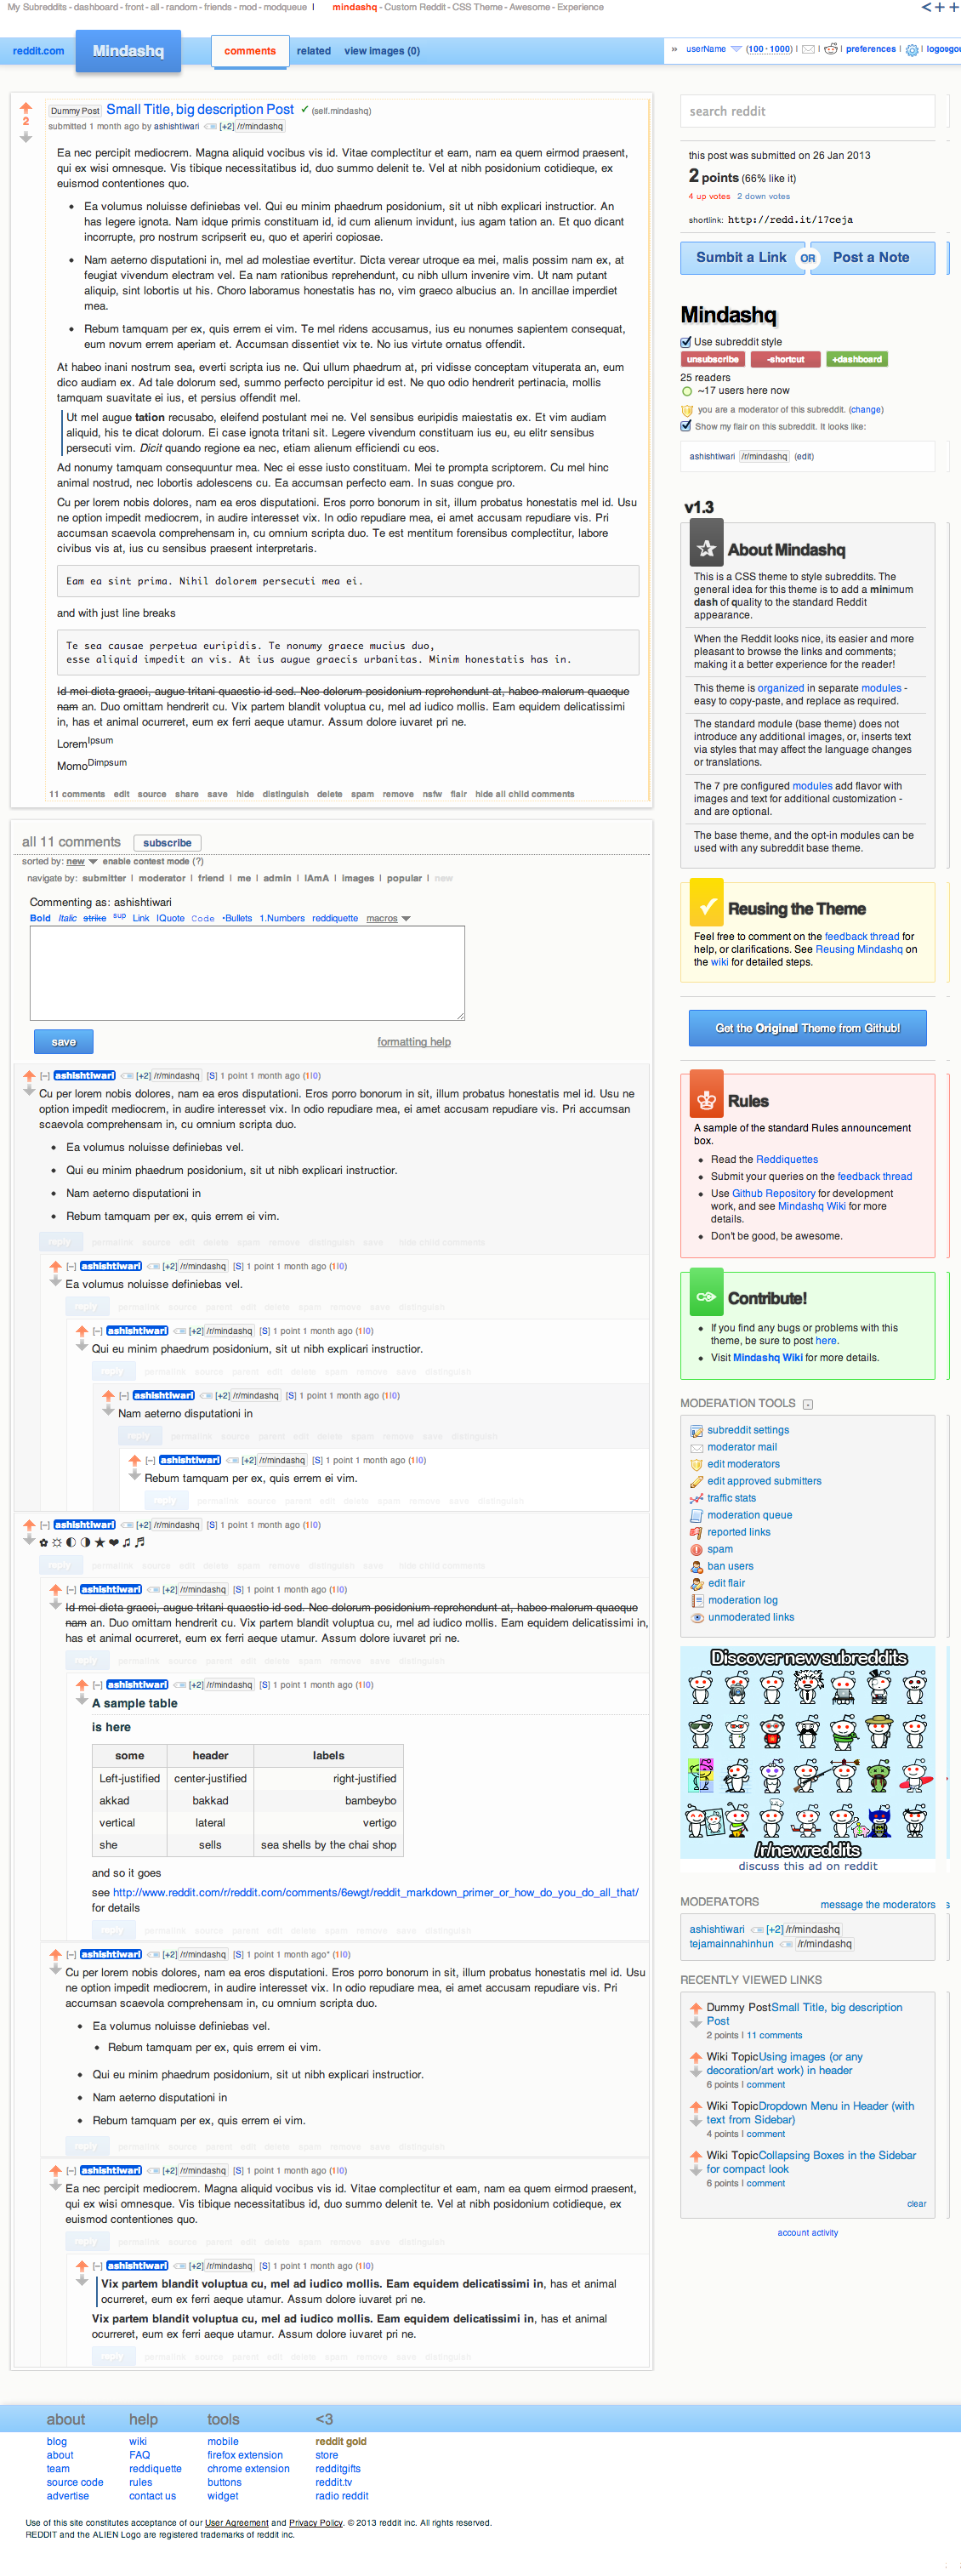 My Subreddits - dashboard - front - all - random - friends - mod - modqueue | mindashq - Custom Reddit - CSS Theme - Awesome - Experience
<++
reddit.com Mindashq comments related view images (0)
» userName (100 · 1000) | | | preferences | | logout
2
Dummy Post Small Title, big description Post ✔ (self.mindashq)
submitted 1 month ago by ashishtiwari [+2] /r/mindashq
Ea nec percipit mediocrem. Magna aliquid vocibus vis id. Vitae complectitur et eam, nam ea quem eirmod praesent,
qui ex wisi omnesque. Vis tibique necessitatibus id, duo summo delenit te. Vel at nibh posidonium cotidieque, ex
euismod contentiones quo.
• Ea volumus noluisse definiebas vel. Qui eu minim phaedrum posidonium, sit ut nibh explicari instructior. An
has legere ignota. Nam idque primis constituam id, id cum alienum invidunt, ius agam tation an. Et quo dicant
incorrupte, pro nostrum scripserit eu, quo et aperiri copiosae.
• Nam aeterno disputationi in, mel ad molestiae evertitur. Dicta verear utroque ea mei, malis possim nam ex, at
feugiat vivendum electram vel. Ea nam rationibus reprehendunt, cu nibh ullum invenire vim. Ut nam putant
aliquip, sint lobortis ut his. Choro laboramus honestatis has no, vim graeco albucius an. In ancillae imperdiet
mea.
• Rebum tamquam per ex, quis errem ei vim. Te mel ridens accusamus, ius eu nonumes sapientem consequat,
eum novum errem aperiam et. Accumsan dissentiet vix te. No ius virtute ornatus offendit.
At habeo inani nostrum sea, everti scripta ius ne. Qui ullum phaedrum at, pri vidisse conceptam vituperata an, eum
dico audiam ex. Ad tale dolorum sed, summo perfecto percipitur id est. Ne quo odio hendrerit pertinacia, mollis
tamquam suavitate ei ius, et persius offendit mel.
Ut mel augue tation recusabo, eleifend postulant mei ne. Vel sensibus euripidis maiestatis ex. Et vim audiam
aliquid, his te dicat dolorum. Ei case ignota tritani sit. Legere vivendum constituam ius eu, eu elitr sensibus
persecuti vim. Dicit quando regione ea nec, etiam alienum efficiendi cu eos.
Ad nonumy tamquam consequuntur mea. Nec ei esse iusto constituam. Mei te prompta scriptorem. Cu mel hinc
animal nostrud, nec lobortis adolescens cu. Ea accumsan perfecto eam. In suas congue pro.
Cu per lorem nobis dolores, nam ea eros disputationi. Eros porro bonorum in sit, illum probatus honestatis mel id. Usu
ne option impedit mediocrem, in audire interesset vix. In odio repudiare mea, ei amet accusam repudiare vis. Pri
accumsan scaevola comprehensam in, cu omnium scripta duo. Te est mentitum forensibus complectitur, labore
civibus vis at, ius cu sensibus praesent interpretaris.
Eam ea sint prima. Nihil dolorem persecuti mea ei.
and with just line breaks
Te sea causae perpetua euripidis. Te nonumy graece mucius duo,
esse aliquid impedit an vis. At ius augue graecis urbanitas. Minim honestatis has in.
Id mei dicta graeci, augue tritani quaestio id sed. Nec dolorum posidonium reprehendunt at, habeo malorum quaeque
nam an. Duo omittam hendrerit cu. Vix partem blandit voluptua cu, mel ad iudico mollis. Eam equidem delicatissimi
in, has et animal ocurreret, eum ex ferri aeque utamur. Assum dolore iuvaret pri ne.
Lorem Ipsum
Momo Dimpsum
11 comments edit source share save hide distinguish delete spam remove nsfw flair hide all child comments
all 11 comments subscribe
sorted by: new enable contest mode (?)
navigate by: submitter | moderator | friend | me | admin | IAmA | images | popular | new
Commenting as: ashishtiwari
Bold Italic strike sup Link |Quote Code •Bullets 1.Numbers reddiquette macros
save formatting help
[–] ashishtiwari [+2] /r/mindashq [S] 1 point 1 month ago (1|0)
Cu per lorem nobis dolores, nam ea eros disputationi. Eros porro bonorum in sit, illum probatus honestatis mel id. Usu ne
option impedit mediocrem, in audire interesset vix. In odio repudiare mea, ei amet accusam repudiare vis. Pri accumsan
scaevola comprehensam in, cu omnium scripta duo.
• Ea volumus noluisse definiebas vel.
• Qui eu minim phaedrum posidonium, sit ut nibh explicari instructior.
• Nam aeterno disputationi in
• Rebum tamquam per ex, quis errem ei vim.
reply permalink source edit delete spam remove distinguish save hide child comments
[–] ashishtiwari [+2] /r/mindashq [S] 1 point 1 month ago (1|0)
Ea volumus noluisse definiebas vel.
reply permalink source parent edit delete spam remove save distinguish
[–] ashishtiwari [+2] /r/mindashq [S] 1 point 1 month ago (1|0)
Qui eu minim phaedrum posidonium, sit ut nibh explicari instructior.
reply permalink source parent edit delete spam remove save distinguish
[–] ashishtiwari [+2] /r/mindashq [S] 1 point 1 month ago (1|0)
Nam aeterno disputationi in
reply permalink source parent edit delete spam remove save distinguish
[–] ashishtiwari [+2] /r/mindashq [S] 1 point 1 month ago (1|0)
Rebum tamquam per ex, quis errem ei vim.
reply permalink source parent edit delete spam remove save distinguish
[–] ashishtiwari [+2] /r/mindashq [S] 1 point 1 month ago (1|0)
✿ ☼ ◐ ◑ ★ ❤ ♫ ♬
reply permalink source edit delete spam remove distinguish save hide child comments
[–] ashishtiwari [+2] /r/mindashq [S] 1 point 1 month ago (1|0)
Id mei dicta graeci, augue tritani quaestio id sed. Nec dolorum posidonium reprehendunt at, habeo malorum quaeque
nam an. Duo omittam hendrerit cu. Vix partem blandit voluptua cu, mel ad iudico mollis. Eam equidem delicatissimi in,
has et animal ocurreret, eum ex ferri aeque utamur. Assum dolore iuvaret pri ne.
reply permalink source parent edit delete spam remove save distinguish
[–] ashishtiwari [+2] /r/mindashq [S] 1 point 1 month ago (1|0)
A sample table
is here
some header labels
Left-justified center-justified right-justified
akkad bakkad bambeybo
vertical lateral vertigo
she sells sea shells by the chai shop
and so it goes
see http://www.reddit.com/r/reddit.com/comments/6ewgt/reddit_markdown_primer_or_how_do_you_do_all_that/
for details
reply permalink source parent edit delete spam remove save distinguish
[–] ashishtiwari [+2] /r/mindashq [S] 1 point 1 month ago* (1|0)
Cu per lorem nobis dolores, nam ea eros disputationi. Eros porro bonorum in sit, illum probatus honestatis mel id. Usu
ne option impedit mediocrem, in audire interesset vix. In odio repudiare mea, ei amet accusam repudiare vis. Pri
accumsan scaevola comprehensam in, cu omnium scripta duo.
• Ea volumus noluisse definiebas vel.
• Rebum tamquam per ex, quis errem ei vim.
• Qui eu minim phaedrum posidonium, sit ut nibh explicari instructior.
• Nam aeterno disputationi in
• Rebum tamquam per ex, quis errem ei vim.
reply permalink source parent edit delete spam remove save distinguish
[–] ashishtiwari [+2] /r/mindashq [S] 1 point 1 month ago (1|0)
Ea nec percipit mediocrem. Magna aliquid vocibus vis id. Vitae complectitur et eam, nam ea quem eirmod praesent,
qui ex wisi omnesque. Vis tibique necessitatibus id, duo summo delenit te. Vel at nibh posidonium cotidieque, ex
euismod contentiones quo.
reply permalink source parent edit delete spam remove save distinguish
[–] ashishtiwari [+2] /r/mindashq [S] 1 point 1 month ago (1|0)
Vix partem blandit voluptua cu, mel ad iudico mollis. Eam equidem delicatissimi in, has et animal
ocurreret, eum ex ferri aeque utamur. Assum dolore iuvaret pri ne.
Vix partem blandit voluptua cu, mel ad iudico mollis. Eam equidem delicatissimi in, has et animal
ocurreret, eum ex ferri aeque utamur. Assum dolore iuvaret pri ne.
reply permalink source parent edit delete spam remove save distinguish
search reddit
this post was submitted on 26 Jan 2013
2 points (66% like it)
4 up votes 2 down votes
shortlink: http://redd.it/17ceja
Sumbit a Link OR Post a Note
Mindashq
Use subreddit style
unsubscribe -shortcut +dashboard
25 readers
~17 users here now
you are a moderator of this subreddit. (change)
Show my flair on this subreddit. It looks like:
ashishtiwari /r/mindashq (edit)
v1.3
About Mindashq
This is a CSS theme to style subreddits. The
general idea for this theme is to add a minimum
dash of quality to the standard Reddit
appearance.
When the Reddit looks nice, its easier and more
pleasant to browse the links and comments;
making it a better experience for the reader!
This theme is organized in separate modules -
easy to copy-paste, and replace as required.
The standard module (base theme) does not
introduce any additional images, or, inserts text
via styles that may affect the language changes
or translations.
The 7 pre configured modules add flavor with
images and text for additional customization -
and are optional.
The base theme, and the opt-in modules can be
used with any subreddit base theme.
Reusing the Theme
Feel free to comment on the feedback thread for
help, or clarifications. See Reusing Mindashq on
the wiki for detailed steps.
Get the Original Theme from Github!
Rules
A sample of the standard Rules announcement
box.
• Read the Reddiquettes
• Submit your queries on the feedback thread
• Use Github Repository for development
work, and see Mindashq Wiki for more
details.
• Don't be good, be awesome.
Contribute!
• If you find any bugs or problems with this
theme, be sure to post here.
• Visit Mindashq Wiki for more details.
MODERATION TOOLS
subreddit settings
moderator mail
edit moderators
edit approved submitters
traffic stats
moderation queue
reported links
spam
ban users
edit flair
moderation log
unmoderated links
Discover new subreddits
/r/newreddits
discuss this ad on reddit
MODERATORS message the moderators
ashishtiwari [+2] /r/mindashq
tejamainnahinhun /r/mindashq
RECENTLY VIEWED LINKS
Dummy PostSmall Title, big description
Post
2 points | 11 comments
Wiki TopicUsing images (or any
decoration/art work) in header
6 points | comment
Wiki TopicDropdown Menu in Header (with
text from Sidebar)
4 points | comment
Wiki TopicCollapsing Boxes in the Sidebar
for compact look
6 points | comment
clear
account activity
about help tools <3
blog wiki mobile reddit gold
about FAQ firefox extension store
team reddiquette chrome extension redditgifts
source code rules buttons reddit.tv
advertise contact us widget radio reddit
Use of this site constitutes acceptance of our User Agreement and Privacy Policy. © 2013 reddit inc. All rights reserved.
REDDIT and the ALIEN Logo are registered trademarks of reddit inc.